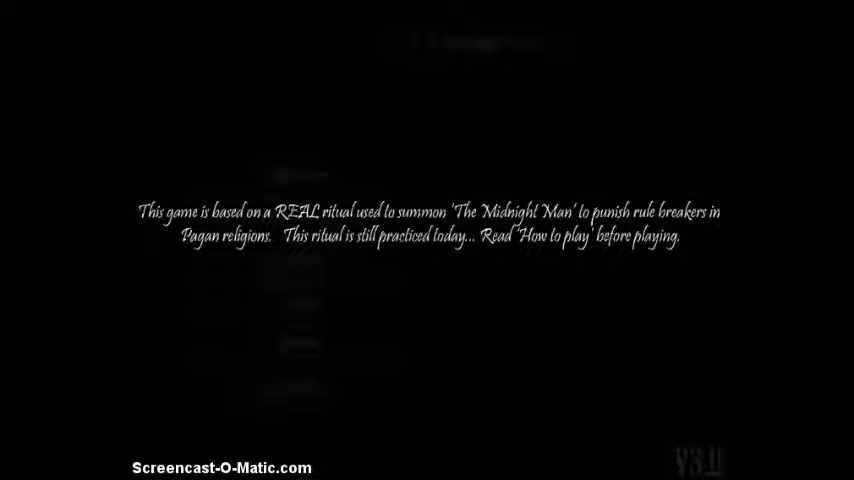 This game is based on a REAL ritual used to summon 'The Midnight Man' to punish rule breakers in
Pagan religions. This ritual is still practiced today... Read 'How to play' before playing.
Screencast-O-Matic.com